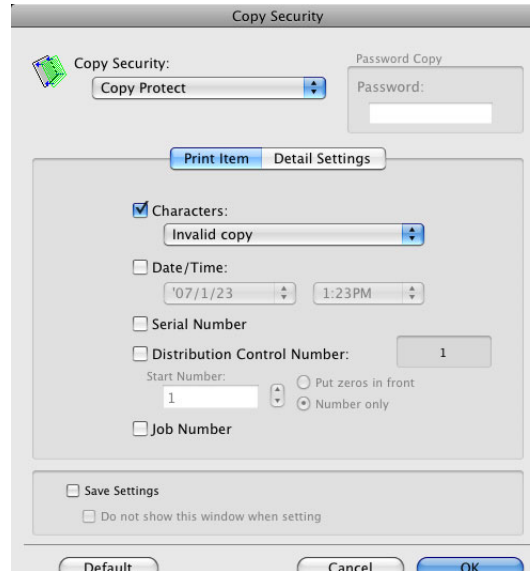 Copy Security
Copy Security:
Copy Protect
Password Copy
Password:
Print Item Detail Settings
Characters:
Invalid copy
Date/Time:
'07/1/23 1:23PM
Serial Number
Distribution Control Number: 1
Start Number:
1
Put zeros in front
Number only
Job Number
Save Settings
Do not show this window when setting
Default Cancel OK